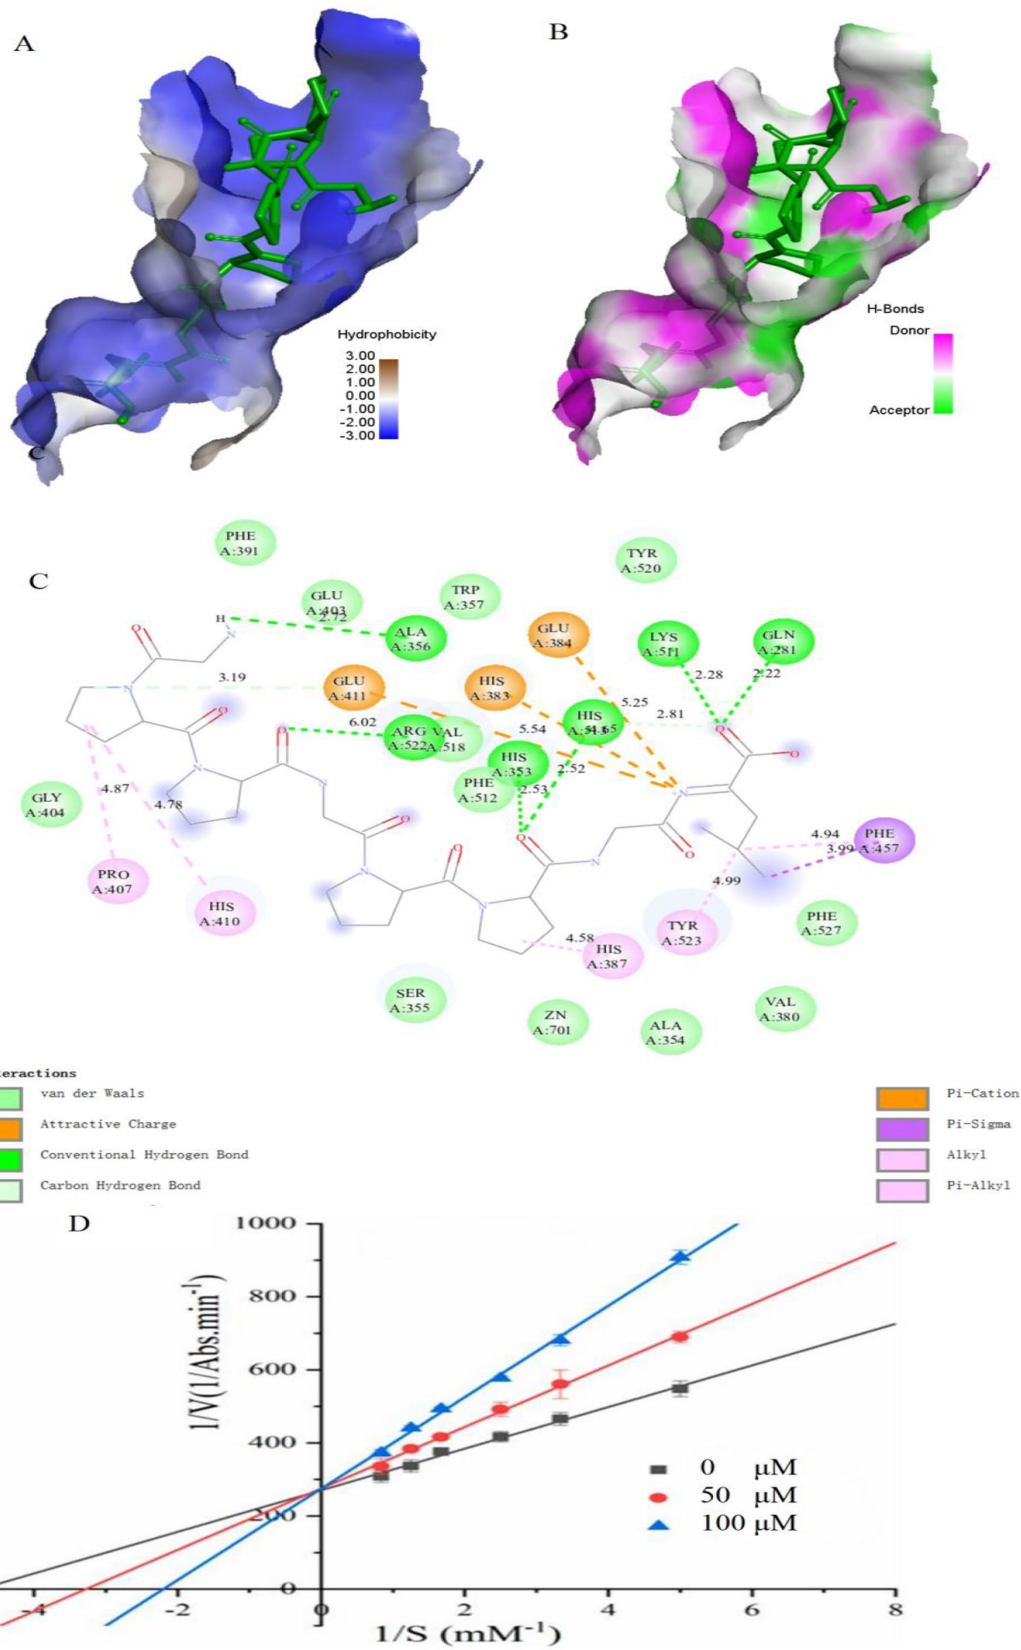 A
B
Hydrophobicity
3.00
2.00
1.00
0.00
-1.00
-2.00
-3.00
H-Bonds
Donor
Acceptor
C
C
PHE
A:391
TYR
A:520
GLU
A:403
2.72
TRP
A:357
ALA
A:356
GLU
A:384
LYS
A:511
GLN
A:281
H
N
O
3.19
GLU
A:411
HIS
A:383
5.25
2.28
2.22
N
O
6.02
ARG
A:522
VAL
A:518
5.54
HIS
A:513
2.81
O
O
HIS
A:353
2.52
N
O
PHE
A:512
2.53
4.87
4.78
GLY
A:404
N
O
N
O
O
O
N
O
4.94
3.99
PHE
A:457
PRO
A:407
HIS
A:410
N
N
4.99
4.58
HIS
A:387
TYR
A:523
PHE
A:527
SER
A:355
ZN
A:701
ALA
A:354
VAL
A:380
teractions
van der Waals
Attractive Charge
Conventional Hydrogen Bond
Carbon Hydrogen Bond
Pi-Cation
Pi-Sigma
Alkyl
Pi-Alkyl
D
1000
800
600
400
200
0
1/V(1/Abs.min⁻¹)
0 μM
50 μM
100 μM
-4
-2
0
2
4
6
8
1/S (mM⁻¹)